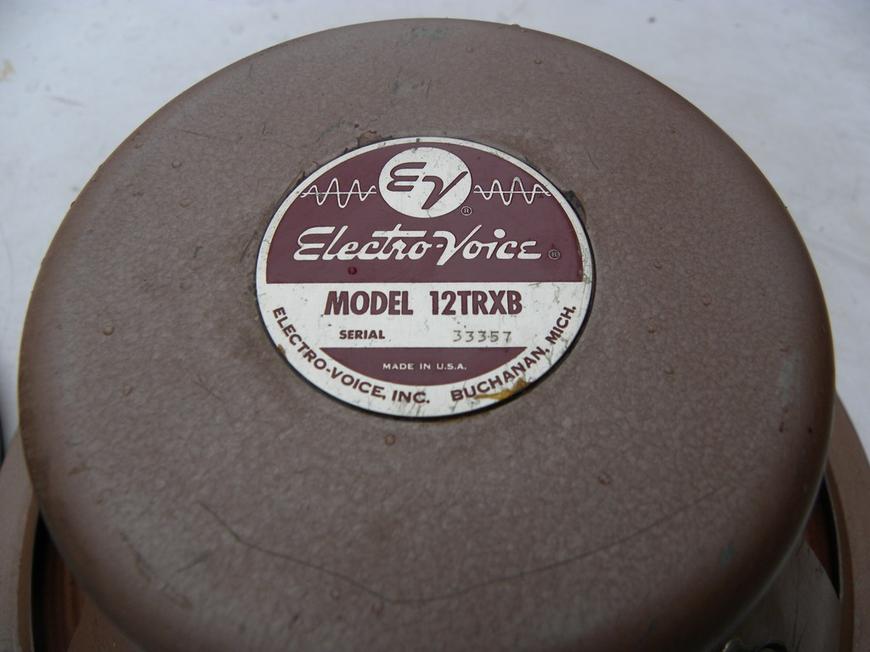 EV ®
Electro-Voice ®
MODEL 12TRXB
SERIAL 33357
MADE IN U.S.A.
ELECTRO-VOICE, INC. BUCHANAN, MICH.